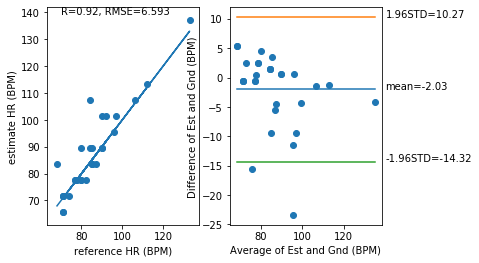 R=0.92, RMSE=6.593
140
130
120
110
100
90
80
70
estimate HR (BPM)
80
100
120
reference HR (BPM)
10
5
0
−5
−10
−15
−20
−25
Difference of Est and Gnd (BPM)
80
100
120
Average of Est and Gnd (BPM)
1.96STD=10.27
mean=-2.03
-1.96STD=-14.32